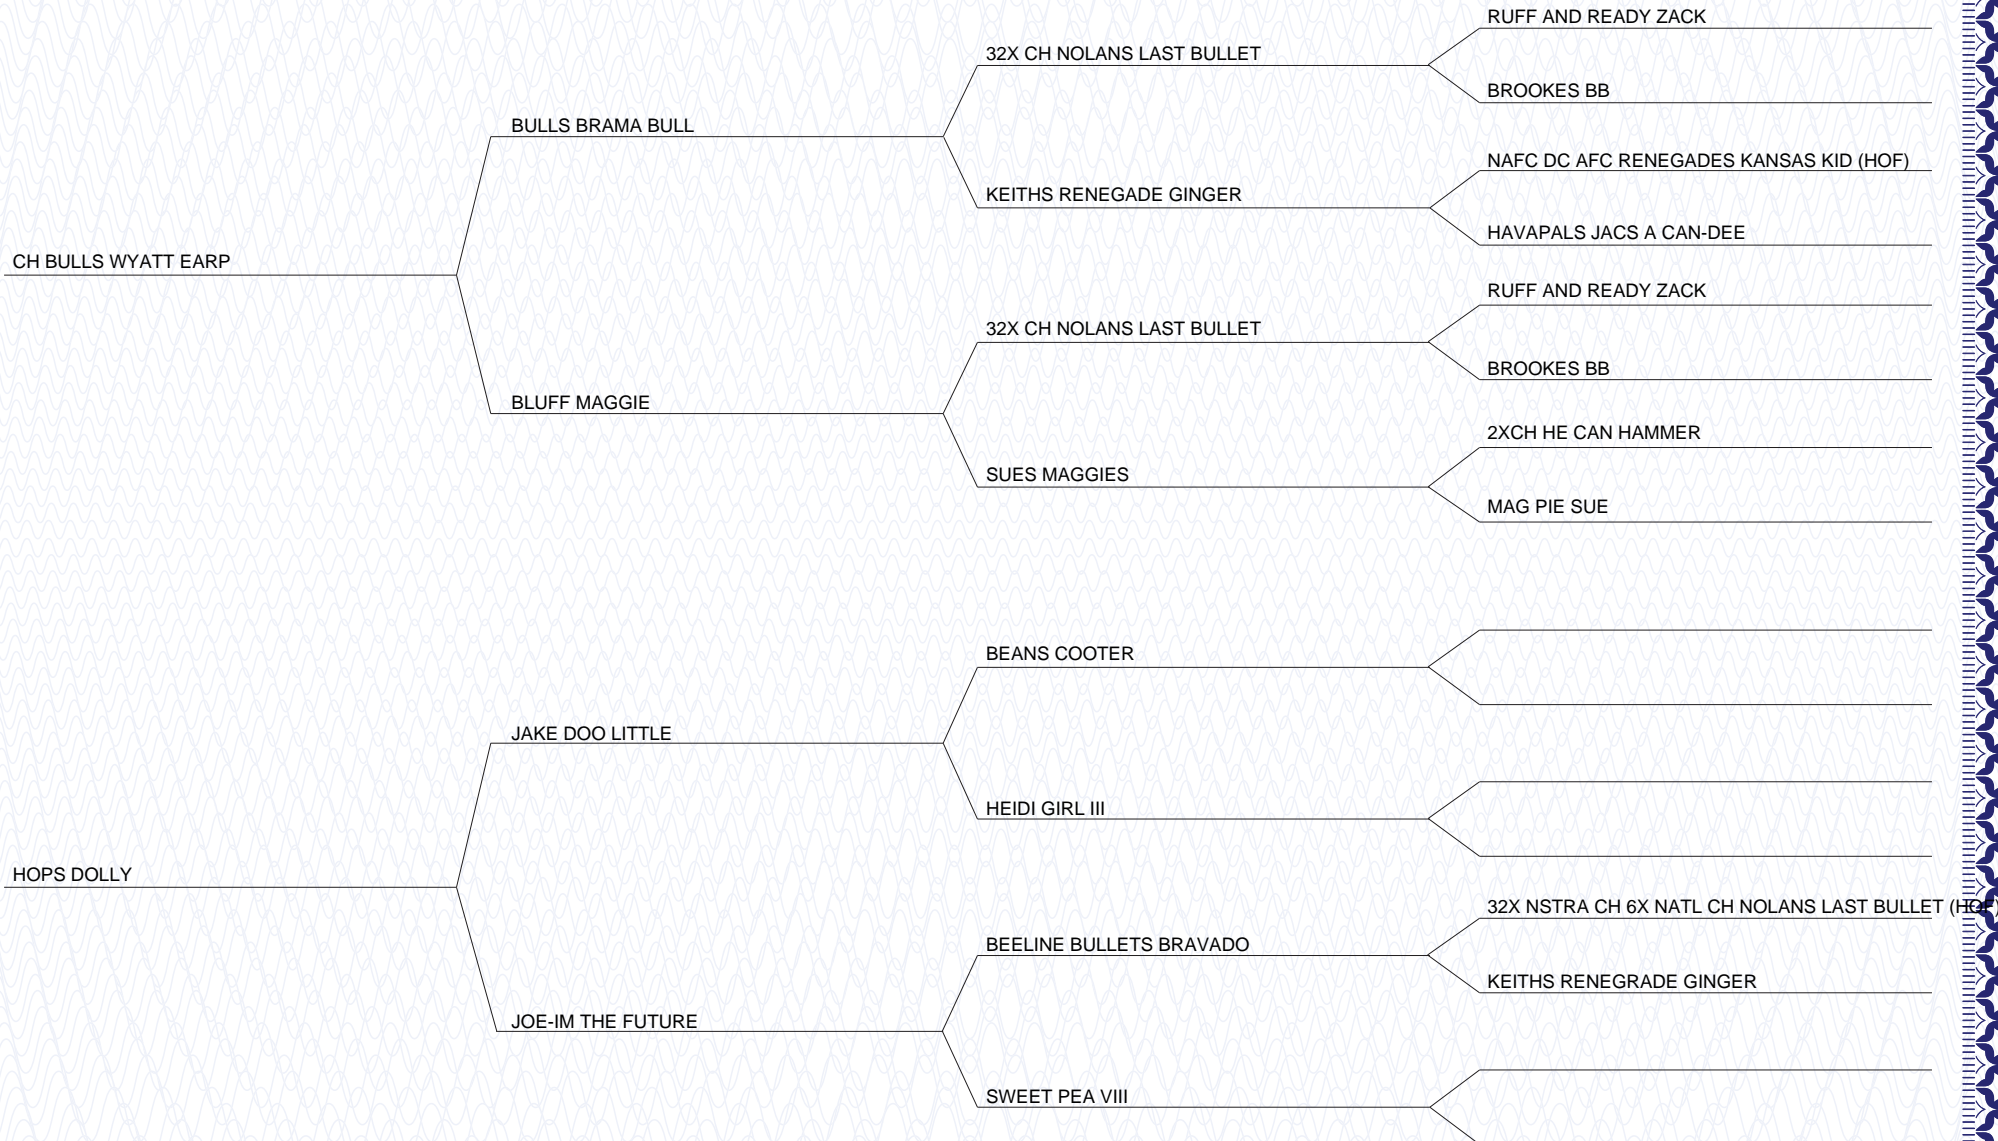 RUFF AND READY ZACK
32X CH NOLANS LAST BULLET
BROOKES BB
BULLS BRAMA BULL
NAFC DC AFC RENEGADES KANSAS KID (HOF)
KEITHS RENEGADE GINGER
HAVAPALS JACS A CAN-DEE
CH BULLS WYATT EARP
RUFF AND READY ZACK
32X CH NOLANS LAST BULLET
BROOKES BB
BLUFF MAGGIE
2XCH HE CAN HAMMER
SUES MAGGIES
MAG PIE SUE
BEANS COOTER
JAKE DOO LITTLE
HEIDI GIRL III
HOPS DOLLY
32X NSTRA CH 6X NATL CH NOLANS LAST BULLET (HOF)
BEELINE BULLETS BRAVADO
KEITHS RENEGRADE GINGER
JOE-IM THE FUTURE
SWEET PEA VIII